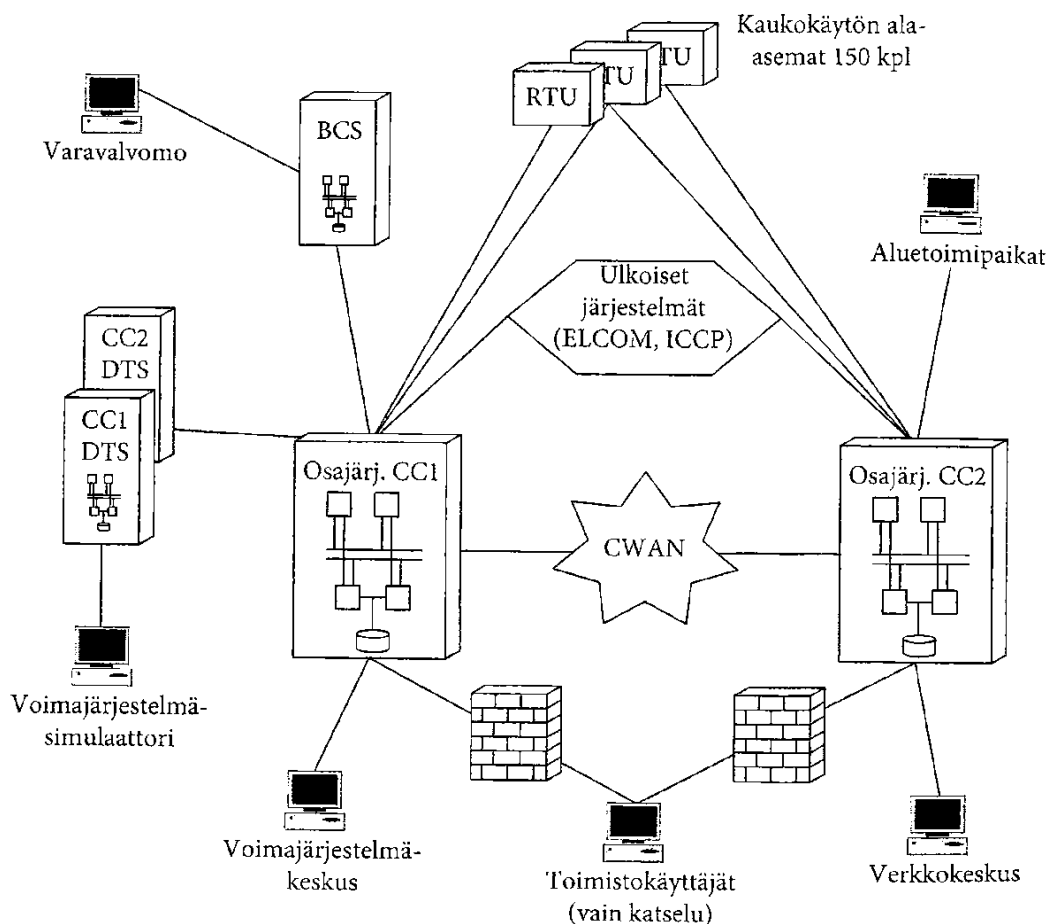 Kaukokäytön ala-
asemat 150 kpl
RTU
TU
TU
BCS
Varavalvomo
Aluetoimipaikat
Ulkoiset
järjestelmät
(ELCOM, ICCP)
CC2
DTS
CC1
DTS
Osajärj. CC1
Osajärj. CC2
CWAN
Voimajärjestelmä-
simulaattori
Voimajärjestelmä-
keskus
Toimistokäyttäjät
(vain katselu)
Verkkokeskus